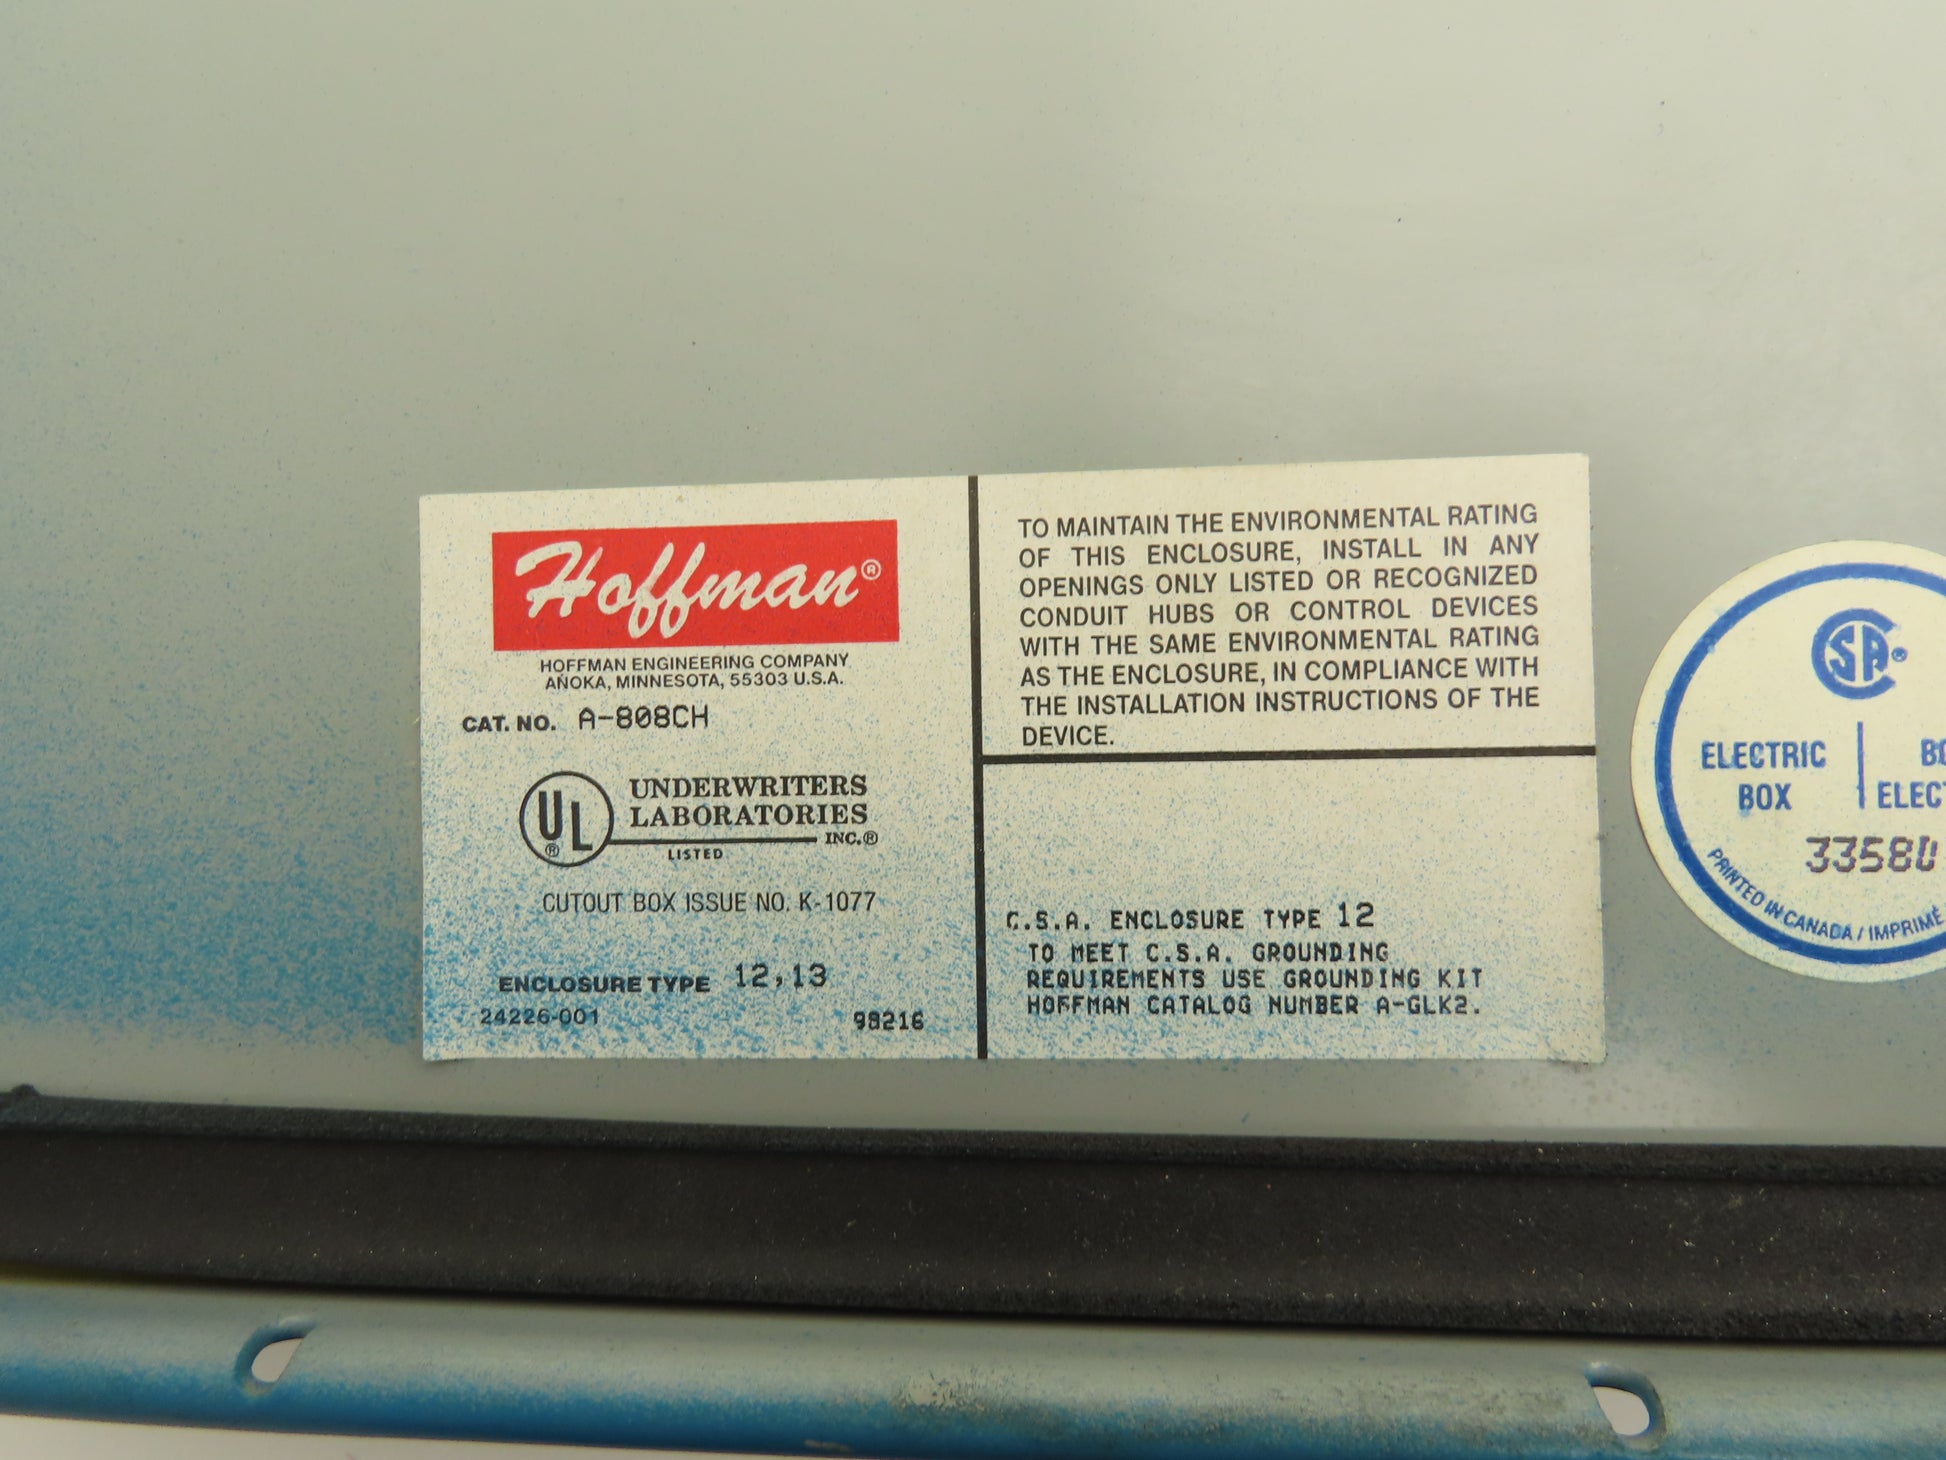 Hoffman®
HOFFMAN ENGINEERING COMPANY
ANOKA, MINNESOTA, 55303 U.S.A.
CAT. NO. A-808CH
UL®
UNDERWRITERS
LABORATORIES
INC.®
LISTED
CUTOUT BOX ISSUE NO. K-1077
ENCLOSURE TYPE 12,13
24226-001 98216
TO MAINTAIN THE ENVIRONMENTAL RATING
OF THIS ENCLOSURE, INSTALL IN ANY
OPENINGS ONLY LISTED OR RECOGNIZED
CONDUIT HUBS OR CONTROL DEVICES
WITH THE SAME ENVIRONMENTAL RATING
AS THE ENCLOSURE, IN COMPLIANCE WITH
THE INSTALLATION INSTRUCTIONS OF THE
DEVICE.
C.S.A. ENCLOSURE TYPE 12
TO MEET C.S.A. GROUNDING
REQUIREMENTS USE GROUNDING KIT
HOFFMAN CATALOG NUMBER A-GLK2.
CSA®
ELECTRIC
BOX
PRINTED IN CANADA / IMPRIMÉ